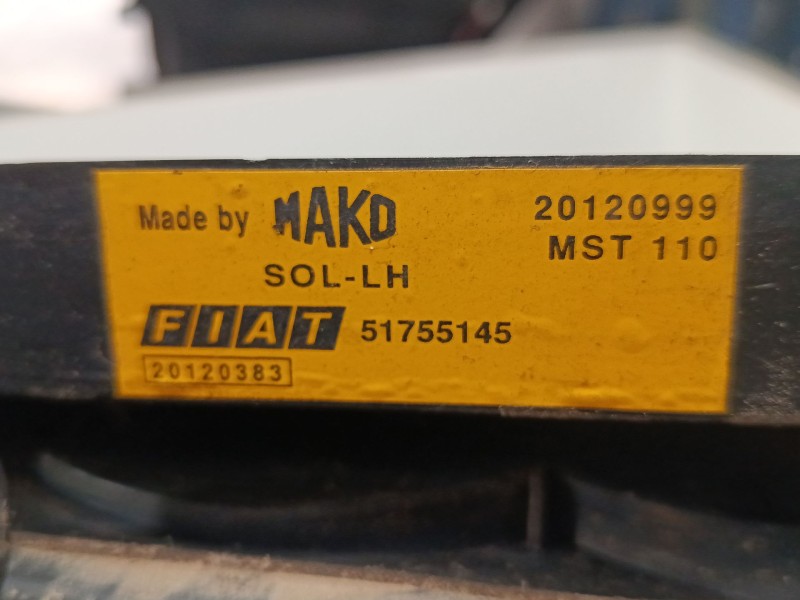 Made by MAKO 20120999
MST 110
SOL-LH
FIAT 51755145
20120383